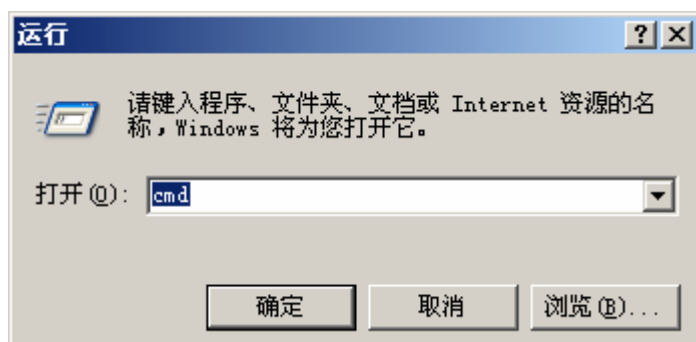 运行
请键入程序、文件夹、文档或 Internet 资源的名
称，Windows 将为您打开它。
打开(O): cmd
确定 取消 浏览(B)...